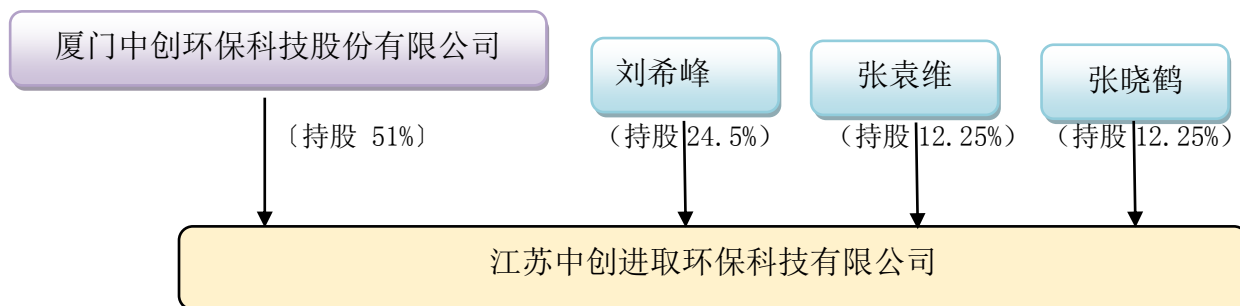 厦门中创环保科技股份有限公司
刘希峰
张袁维
张晓鹤
〔持股 51%〕
（持股 24.5%）
（持股 12.25%）
（持股 12.25%）
江苏中创进取环保科技有限公司